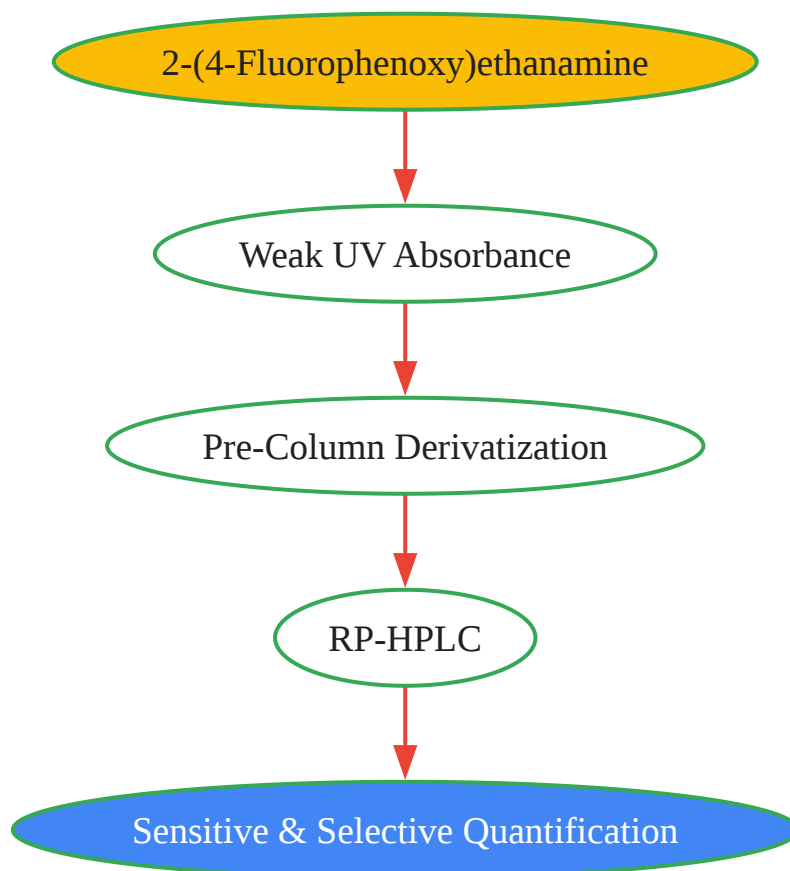 2-(4-Fluorophenoxy)ethanamine
Weak UV Absorbance
Pre-Column Derivatization
RP-HPLC
Sensitive & Selective Quantification